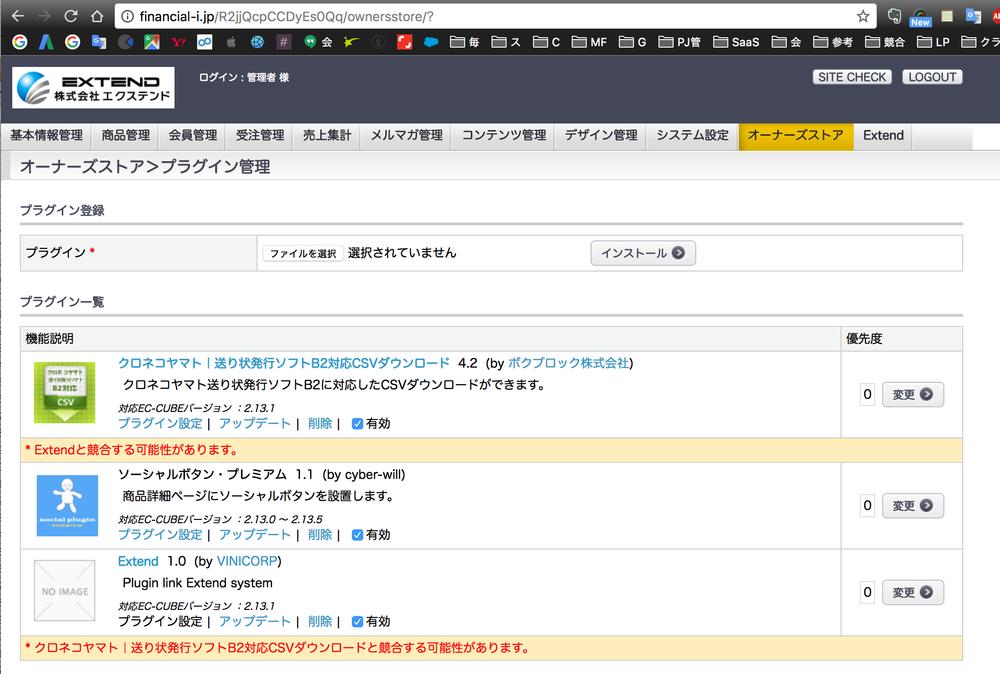 financial-i.jp/R2jjQcpCCDyEs0Qq/ownersstore/?
New
会 毎 ス C MF G PJ管 SaaS 会 参考 競合 LP クラ
EXTEND
株式会社エクステンド
ログイン : 管理者 様
SITE CHECK LOGOUT
基本情報管理 商品管理 会員管理 受注管理 売上集計 メルマガ管理 コンテンツ管理 デザイン管理 システム設定 オーナーズストア Extend
オーナーズストア＞プラグイン管理
プラグイン登録
プラグイン * ファイルを選択 選択されていません インストール
プラグイン一覧
機能説明 優先度
クロネコヤマト｜送り状発行ソフトB2対応CSVダウンロード 4.2 (by ボクブロック株式会社)
クロネコヤマト送り状発行ソフトB2に対応したCSVダウンロードができます。
B2対応
CSV
0 変更
対応EC-CUBEバージョン ：2.13.1
プラグイン設定 | アップデート | 削除 | 有効
* Extendと競合する可能性があります。
ソーシャルボタン・プレミアム 1.1 (by cyber-will)
商品詳細ページにソーシャルボタンを設置します。
social plugin
0 変更
対応EC-CUBEバージョン ：2.13.0 ～ 2.13.5
プラグイン設定 | アップデート | 削除 | 有効
Extend 1.0 (by VINICORP)
Plugin link Extend system
NO IMAGE
0 変更
対応EC-CUBEバージョン ：2.13.1
プラグイン設定 | アップデート | 削除 | 有効
* クロネコヤマト｜送り状発行ソフトB2対応CSVダウンロードと競合する可能性があります。